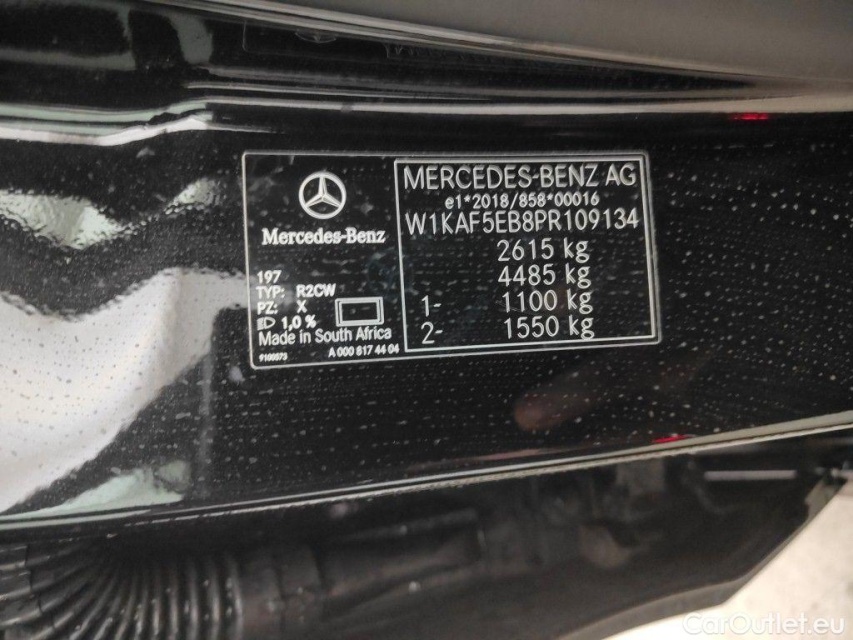 Mercedes-Benz
197
TYP: R2CW
PZ: X
1,0 %
Made in South Africa
9100573
A 000 817 44 04
MERCEDES-BENZ AG
e1*2018/858*00016
W1KAF5EB8PR109134
2615 kg
4485 kg
1- 1100 kg
2- 1550 kg
CarOutlet.eu